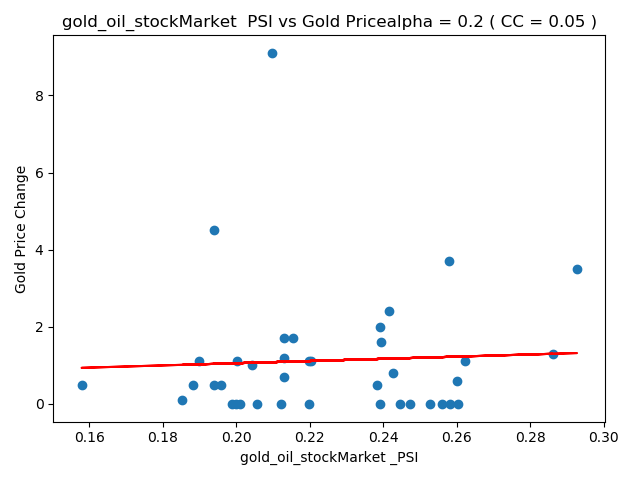 gold_oil_stockMarket  PSI vs Gold Pricealpha = 0.2 ( CC = 0.05 )
8
6
4
2
0
Gold Price Change
0.16 0.18 0.20 0.22 0.24 0.26 0.28 0.30
gold_oil_stockMarket _PSI